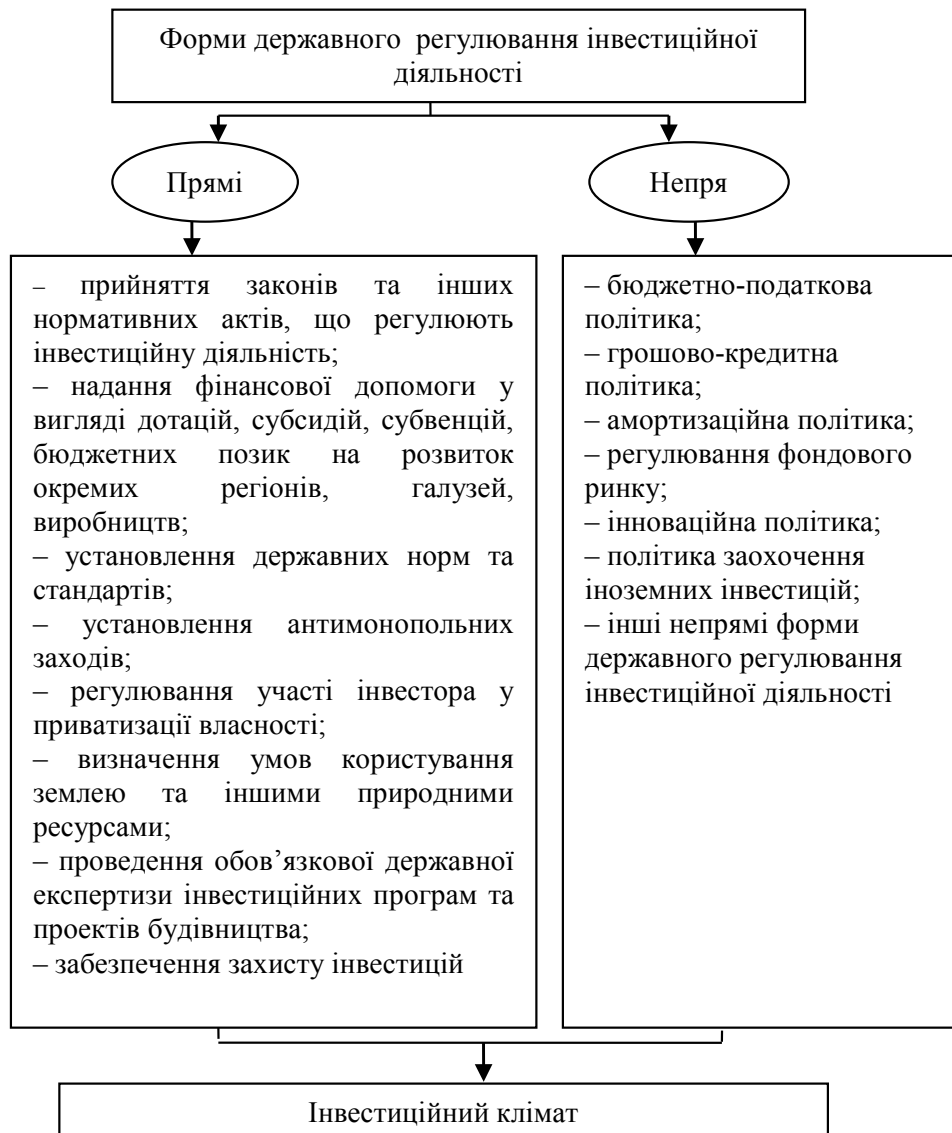 Форми державного регулювання інвестиційної
діяльності
Прямі
Непря
– прийняття законів та інших
нормативних актів, що регулюють
інвестиційну діяльність;
– надання фінансової допомоги у
вигляді дотацій, субсидій, субвенцій,
бюджетних позик на розвиток
окремих регіонів, галузей,
виробництв;
– установлення державних норм та
стандартів;
– установлення антимонопольних
заходів;
– регулювання участі інвестора у
приватизації власності;
– визначення умов користування
землею та іншими природними
ресурсами;
– проведення обов’язкової державної
експертизи інвестиційних програм та
проектів будівництва;
– забезпечення захисту інвестицій
– бюджетно-податкова
політика;
– грошово-кредитна
політика;
– амортизаційна політика;
– регулювання фондового
ринку;
– інноваційна політика;
– політика заохочення
іноземних інвестицій;
– інші непрямі форми
державного регулювання
інвестиційної діяльності
Інвестиційний клімат